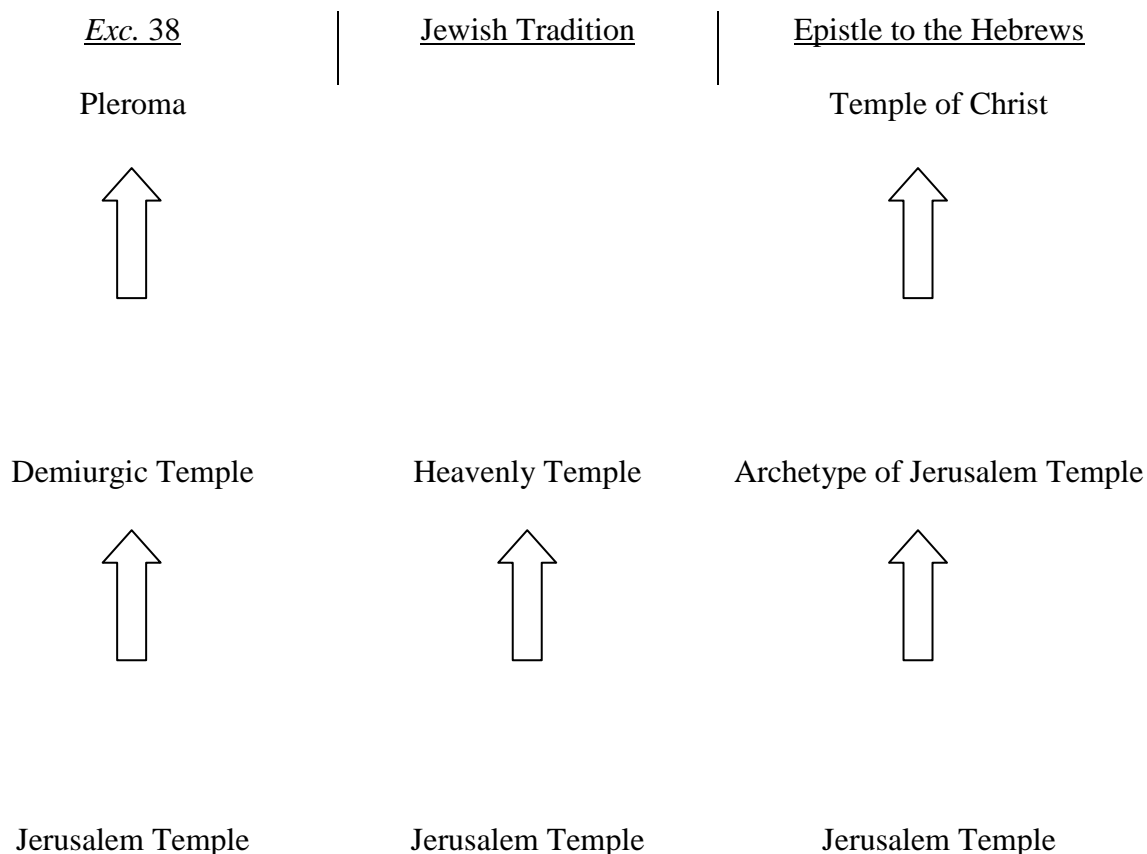 Exc. 38 Jewish Tradition Epistle to the Hebrews
Pleroma Temple of Christ
Demiurgic Temple Heavenly Temple Archetype of Jerusalem Temple
Jerusalem Temple Jerusalem Temple Jerusalem Temple